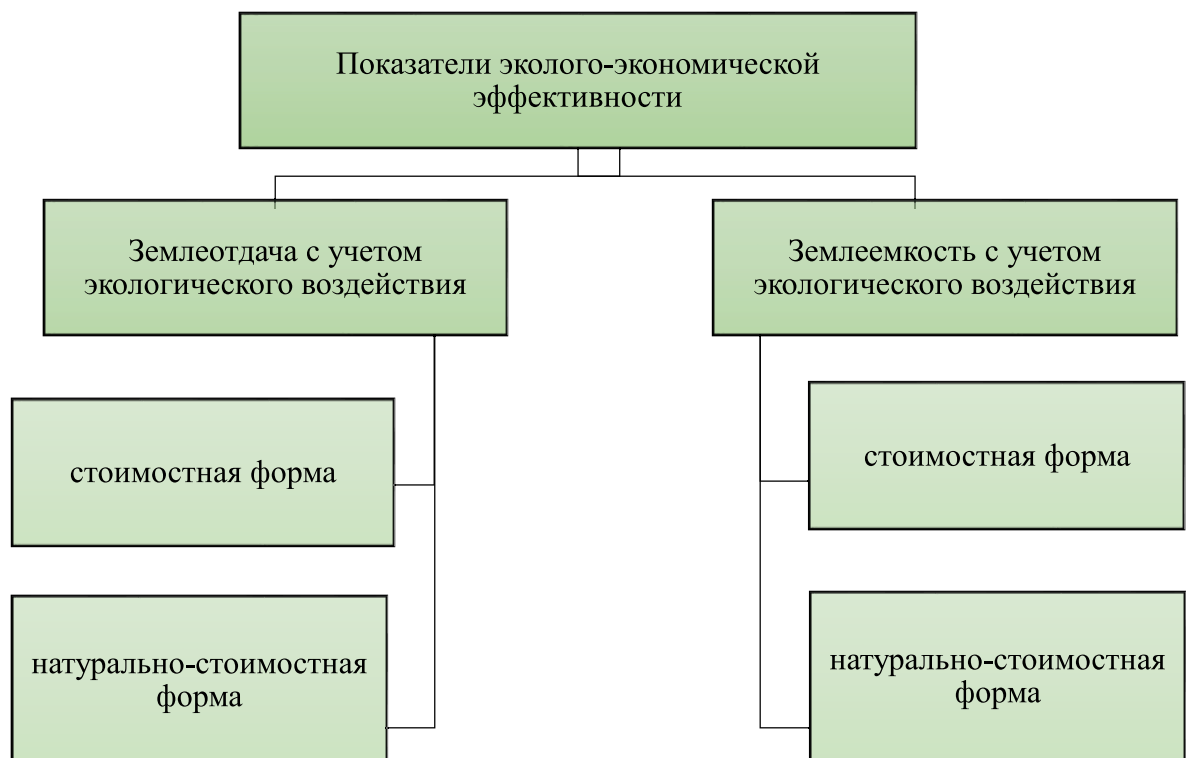 Показатели эколого-экономической
эффективности
Землеотдача с учетом
экологического воздействия
Землеемкость с учетом
экологического воздействия
стоимостная форма
стоимостная форма
натурально-стоимостная
форма
натурально-стоимостная
форма